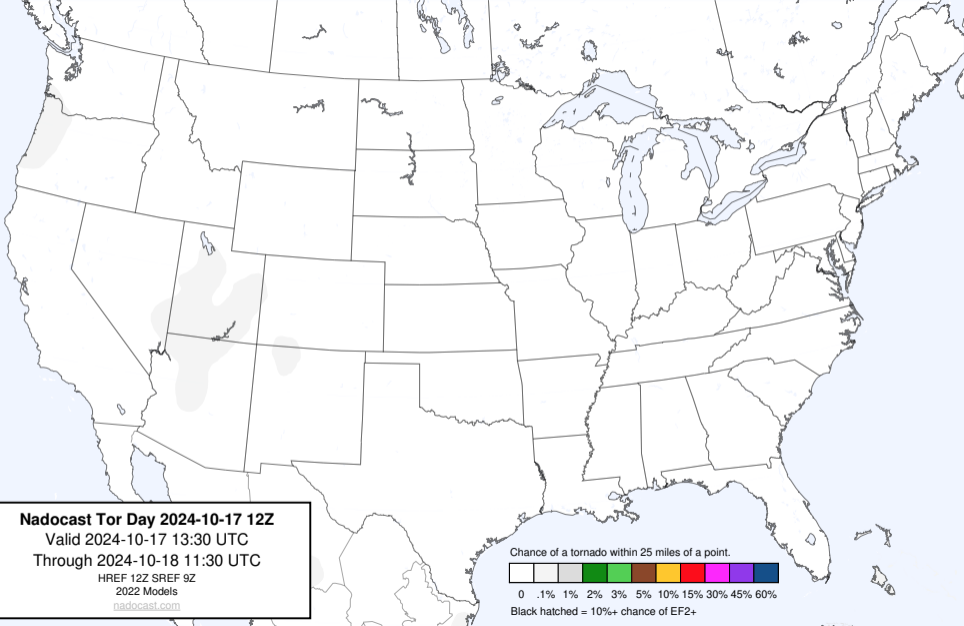 Nadocast Tor Day 2024-10-17 12Z
Valid 2024-10-17 13:30 UTC
Through 2024-10-18 11:30 UTC
HREF 12Z SREF 9Z
2022 Models
nadocast.com
Chance of a tornado within 25 miles of a point.
0 .1% 1% 2% 3% 5% 10% 15% 30% 45% 60%
Black hatched = 10%+ chance of EF2+